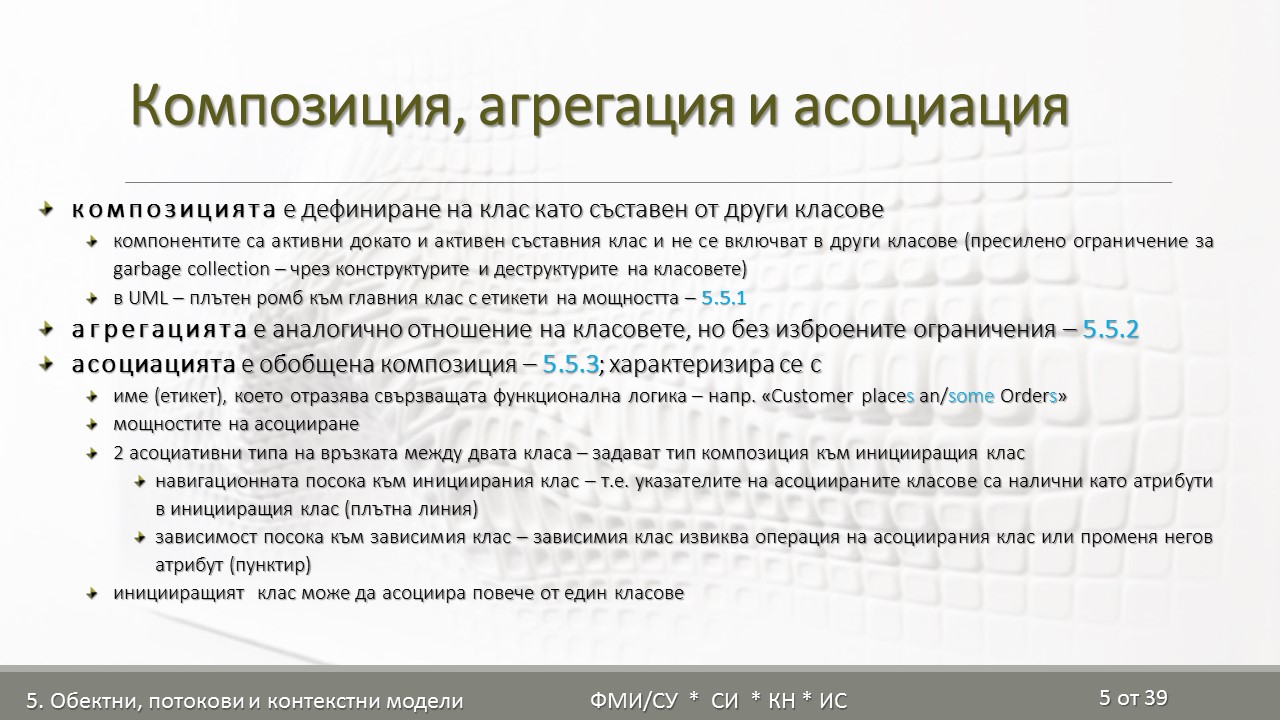 Композиция, агрегация и асоциация
композицията е дефиниране на клас като съставен от други класове
компонентите са активни докато и активен съставния клас и не се включват в други класове (пресилено ограничение за
garbage collection – чрез конструктурите и деструктурите на класовете)
в UML – плътен ромб към главния клас с етикети на мощността – 5.5.1
агрегацията е аналогично отношение на класовете, но без изброените ограничения – 5.5.2
асоциацията е обобщена композиция – 5.5.3; характеризира се с
име (етикет), което отразява свързващата функционална логика – напр. «Customer places an/some Orders»
мощностите на асоцииране
2 асоциативни типа на връзката между двата класа – задават тип композиция към иницииращия клас
навигационната посока към инициирания клас – т.е. указателите на асоциираните класове са налични като атрибути
в иницииращия клас (плътна линия)
зависимост посока към зависимия клас – зависимия клас извиква операция на асоциирания клас или променя негов
атрибут (пунктир)
иницииращият клас може да асоциира повече от един класове
5. Обектни, потокови и контекстни модели ФМИ/СУ * СИ * КН * ИС 5 от 39